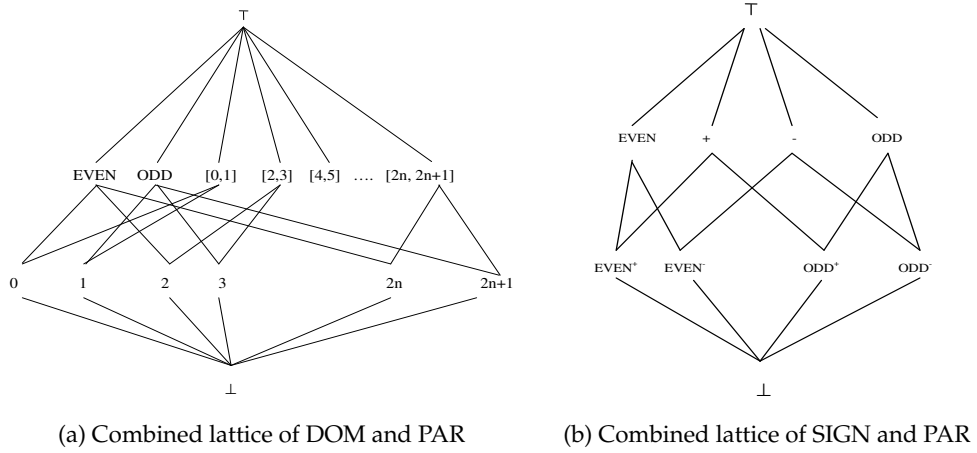 ⊤
EVEN ODD [0,1] [2,3] [4,5] .... [2n, 2n+1]
0 1 2 3 2n 2n+1
⊥
(a) Combined lattice of DOM and PAR
⊤
EVEN + - ODD
EVEN⁺ EVEN⁻ ODD⁺ ODD⁻
⊥
(b) Combined lattice of SIGN and PAR